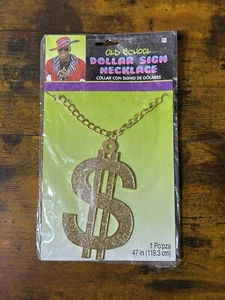 OLD SCHOOL
DOLLAR SIGN
NECKLACE
COLLAR CON SIGNO DE DÓLARES
$
1 Pc/pza
47 in (119.3 cm)